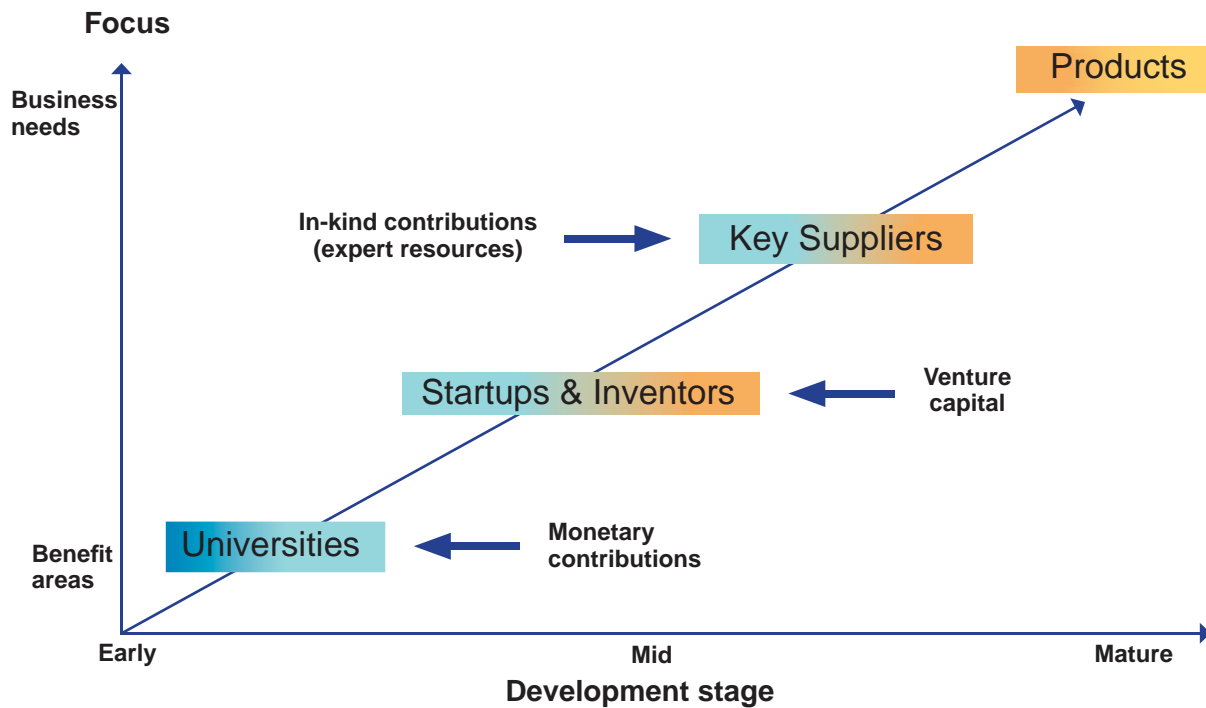 Focus
Products
Business
needs
In-kind contributions
(expert resources)
Key Suppliers
Startups & Inventors
Venture
capital
Universities
Monetary
contributions
Benefit
areas
Early
Mid
Mature
Development stage